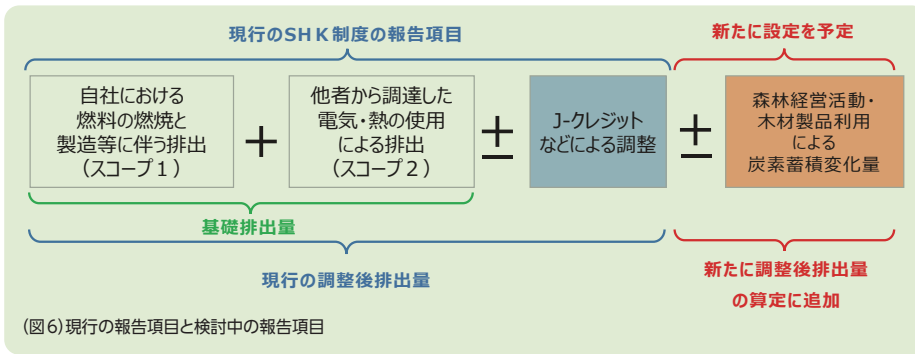 現行のSHK制度の報告項目
新たに設定を予定
自社における
燃料の燃焼と
製造等に伴う排出
(スコープ1)
+
他者から調達した
電気・熱の使用
による排出
(スコープ2)
±
J-クレジット
などによる調整
±
森林経営活動・
木材製品利用
による
炭素蓄積変化量
基礎排出量
現行の調整後排出量
新たに調整後排出量
の算定に追加
(図6)現行の報告項目と検討中の報告項目